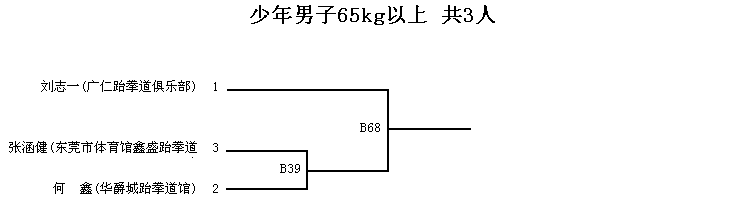 少年男子65kg以上 共3人
刘志一(广仁跆拳道俱乐部) 1
B68
张涵健(东莞市体育馆鑫盛跆拳道 3
B39
何 鑫(华爵城跆拳道馆) 2